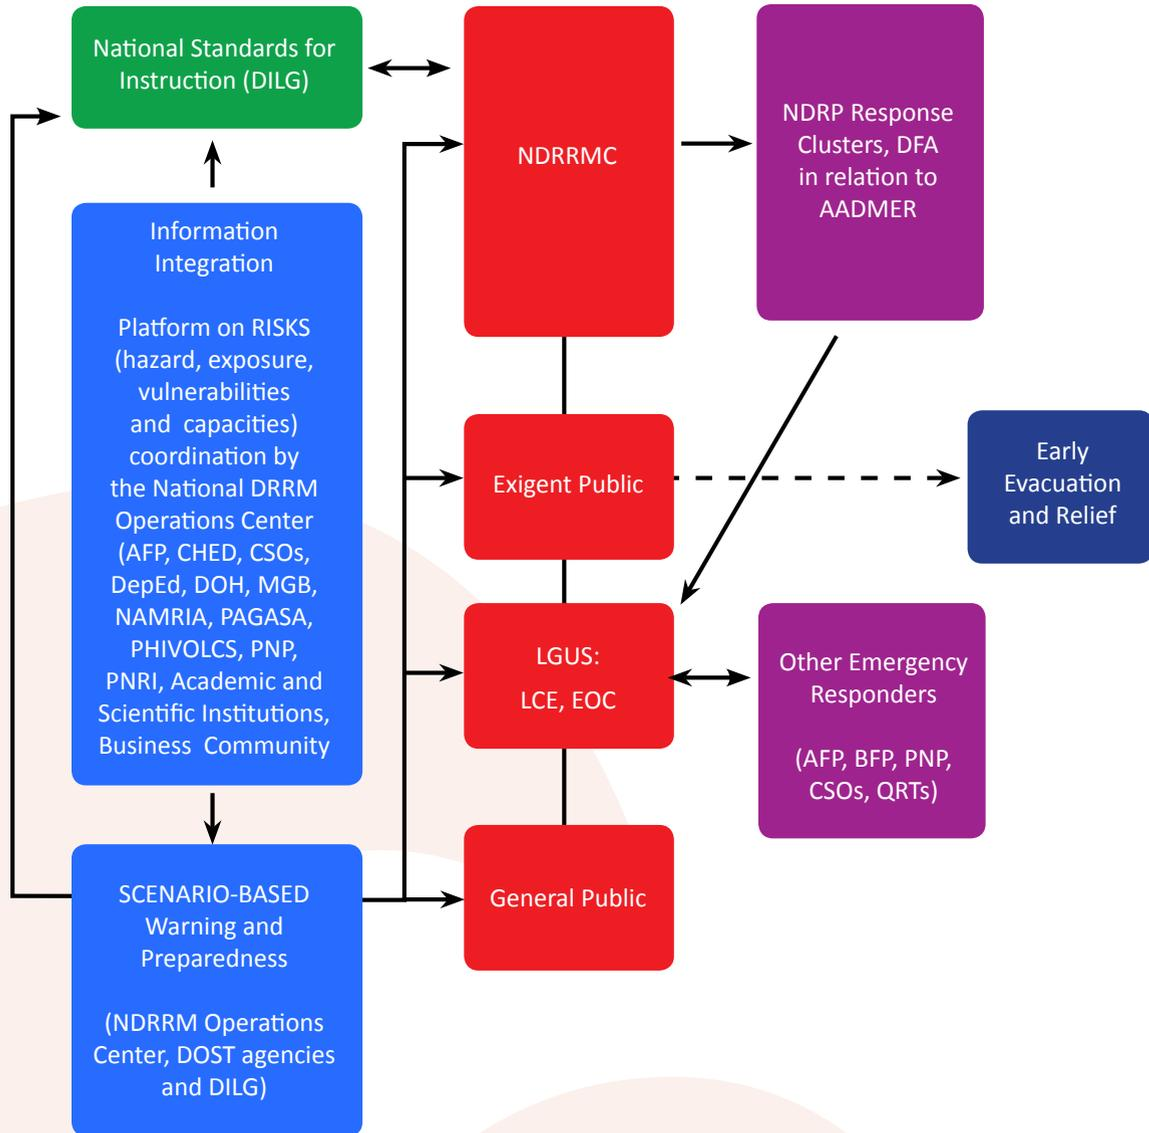 National Standards for
Instruction (DILG)
NDRRMC
NDRP Response
Clusters, DFA
in relation to
AADMER
Information
Integration
Platform on RISKS
(hazard, exposure,
vulnerabilities
and capacities)
coordination by
the National DRRM
Operations Center
(AFP, CHED, CSOs,
DepEd, DOH, MGB,
NAMRIA, PAGASA,
PHIVOLCS, PNP,
PNRI, Academic and
Scientific Institutions,
Business Community
Exigent Public
Early
Evacuation
and Relief
LGUS:
LCE, EOC
Other Emergency
Responders
(AFP, BFP, PNP,
CSOs, QRTs)
SCENARIO-BASED
Warning and
Preparedness
(NDRRM Operations
Center, DOST agencies
and DILG)
General Public